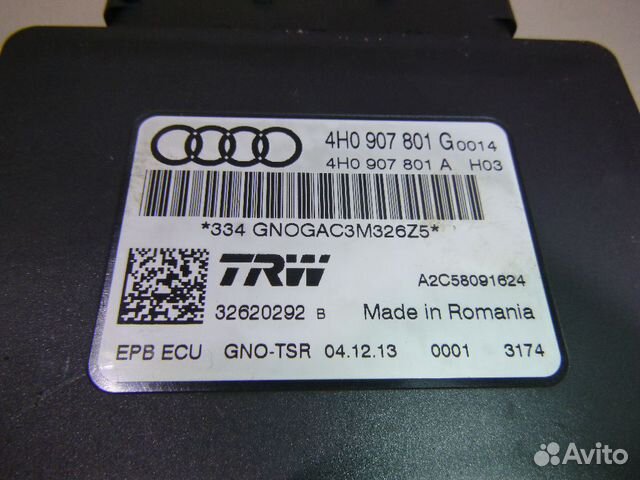 4H0 907 801 G 0014
4H0 907 801 A H03
*334 GNOGAC3M326Z5*
TRW
A2C58091624
32620292 B Made in Romania
EPB ECU GNO-TSR 04.12.13 0001 3174
Avito